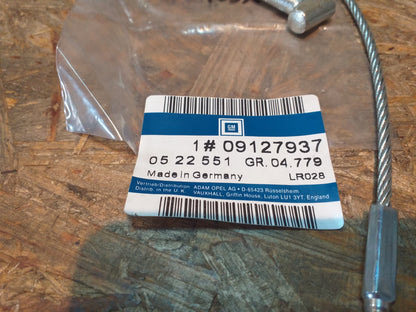 GM
1# 09127937
05 22 551 GR. 04.779
Made in Germany LR028
Vertrieb-Distribution ADAM OPEL AG • D-65423 Rüsselsheim
Distrib. in the U.K. VAUXHALL, Griffin House, Luton LU1 3YT, England